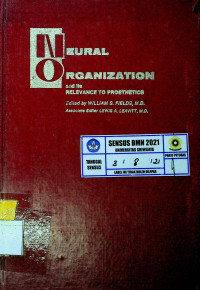 NEURAL
ORGANIZATION
and its
RELEVANCE TO PROSTHETICS
Edited by WILLIAM S. FIELDS, M.D.
Associate Editor LEWIS A. LEAVITT, M.D.
SENSUS BMN 2021
UNIVERSITAS SRIWIJAYA
TANGGAL
SENSUS
3 / 8 / 21